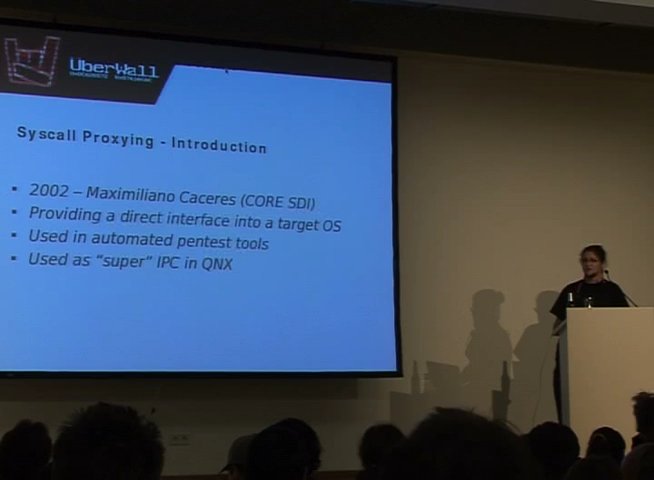 UberWall
Syscall Proxying - Introduction
2002 – Maximiliano Caceres (CORE SDI)
Providing a direct interface into a target OS
Used in automated pentest tools
Used as “super” IPC in QNX